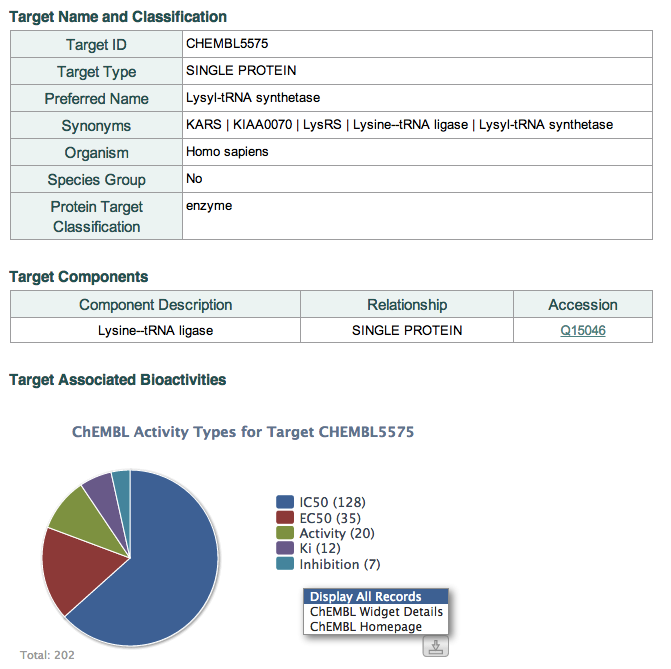 Target Name and Classification
Target ID CHEMBL5575
Target Type SINGLE PROTEIN
Preferred Name Lysyl-tRNA synthetase
Synonyms KARS | KIAA0070 | LysRS | Lysine--tRNA ligase | Lysyl-tRNA synthetase
Organism Homo sapiens
Species Group No
Protein Target enzyme
Classification
Target Components
Component Description Relationship Accession
Lysine--tRNA ligase SINGLE PROTEIN Q15046
Target Associated Bioactivities
ChEMBL Activity Types for Target CHEMBL5575
IC50 (128)
EC50 (35)
Activity (20)
Ki (12)
Inhibition (7)
Display All Records
ChEMBL Widget Details
ChEMBL Homepage
Total: 202